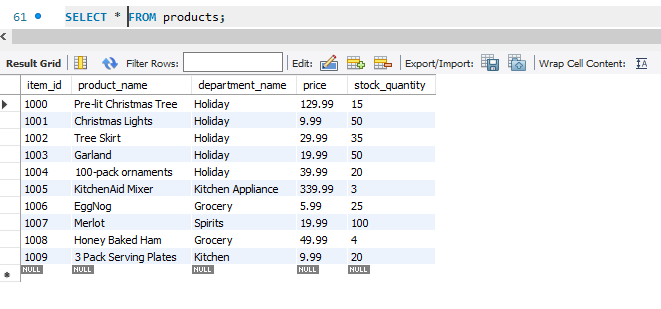 61 SELECT * FROM products;
Result Grid Filter Rows: Edit: Export/Import: Wrap Cell Content: IA
item_id product_name department_name price stock_quantity
1000 Pre-lit Christmas Tree Holiday 129.99 15
1001 Christmas Lights Holiday 9.99 50
1002 Tree Skirt Holiday 29.99 35
1003 Garland Holiday 19.99 50
1004 100-pack ornaments Holiday 39.99 20
1005 KitchenAid Mixer Kitchen Appliance 339.99 3
1006 EggNog Grocery 5.99 25
1007 Merlot Spirits 19.99 100
1008 Honey Baked Ham Grocery 49.99 4
1009 3 Pack Serving Plates Kitchen 9.99 20
NULL NULL NULL NULL NULL